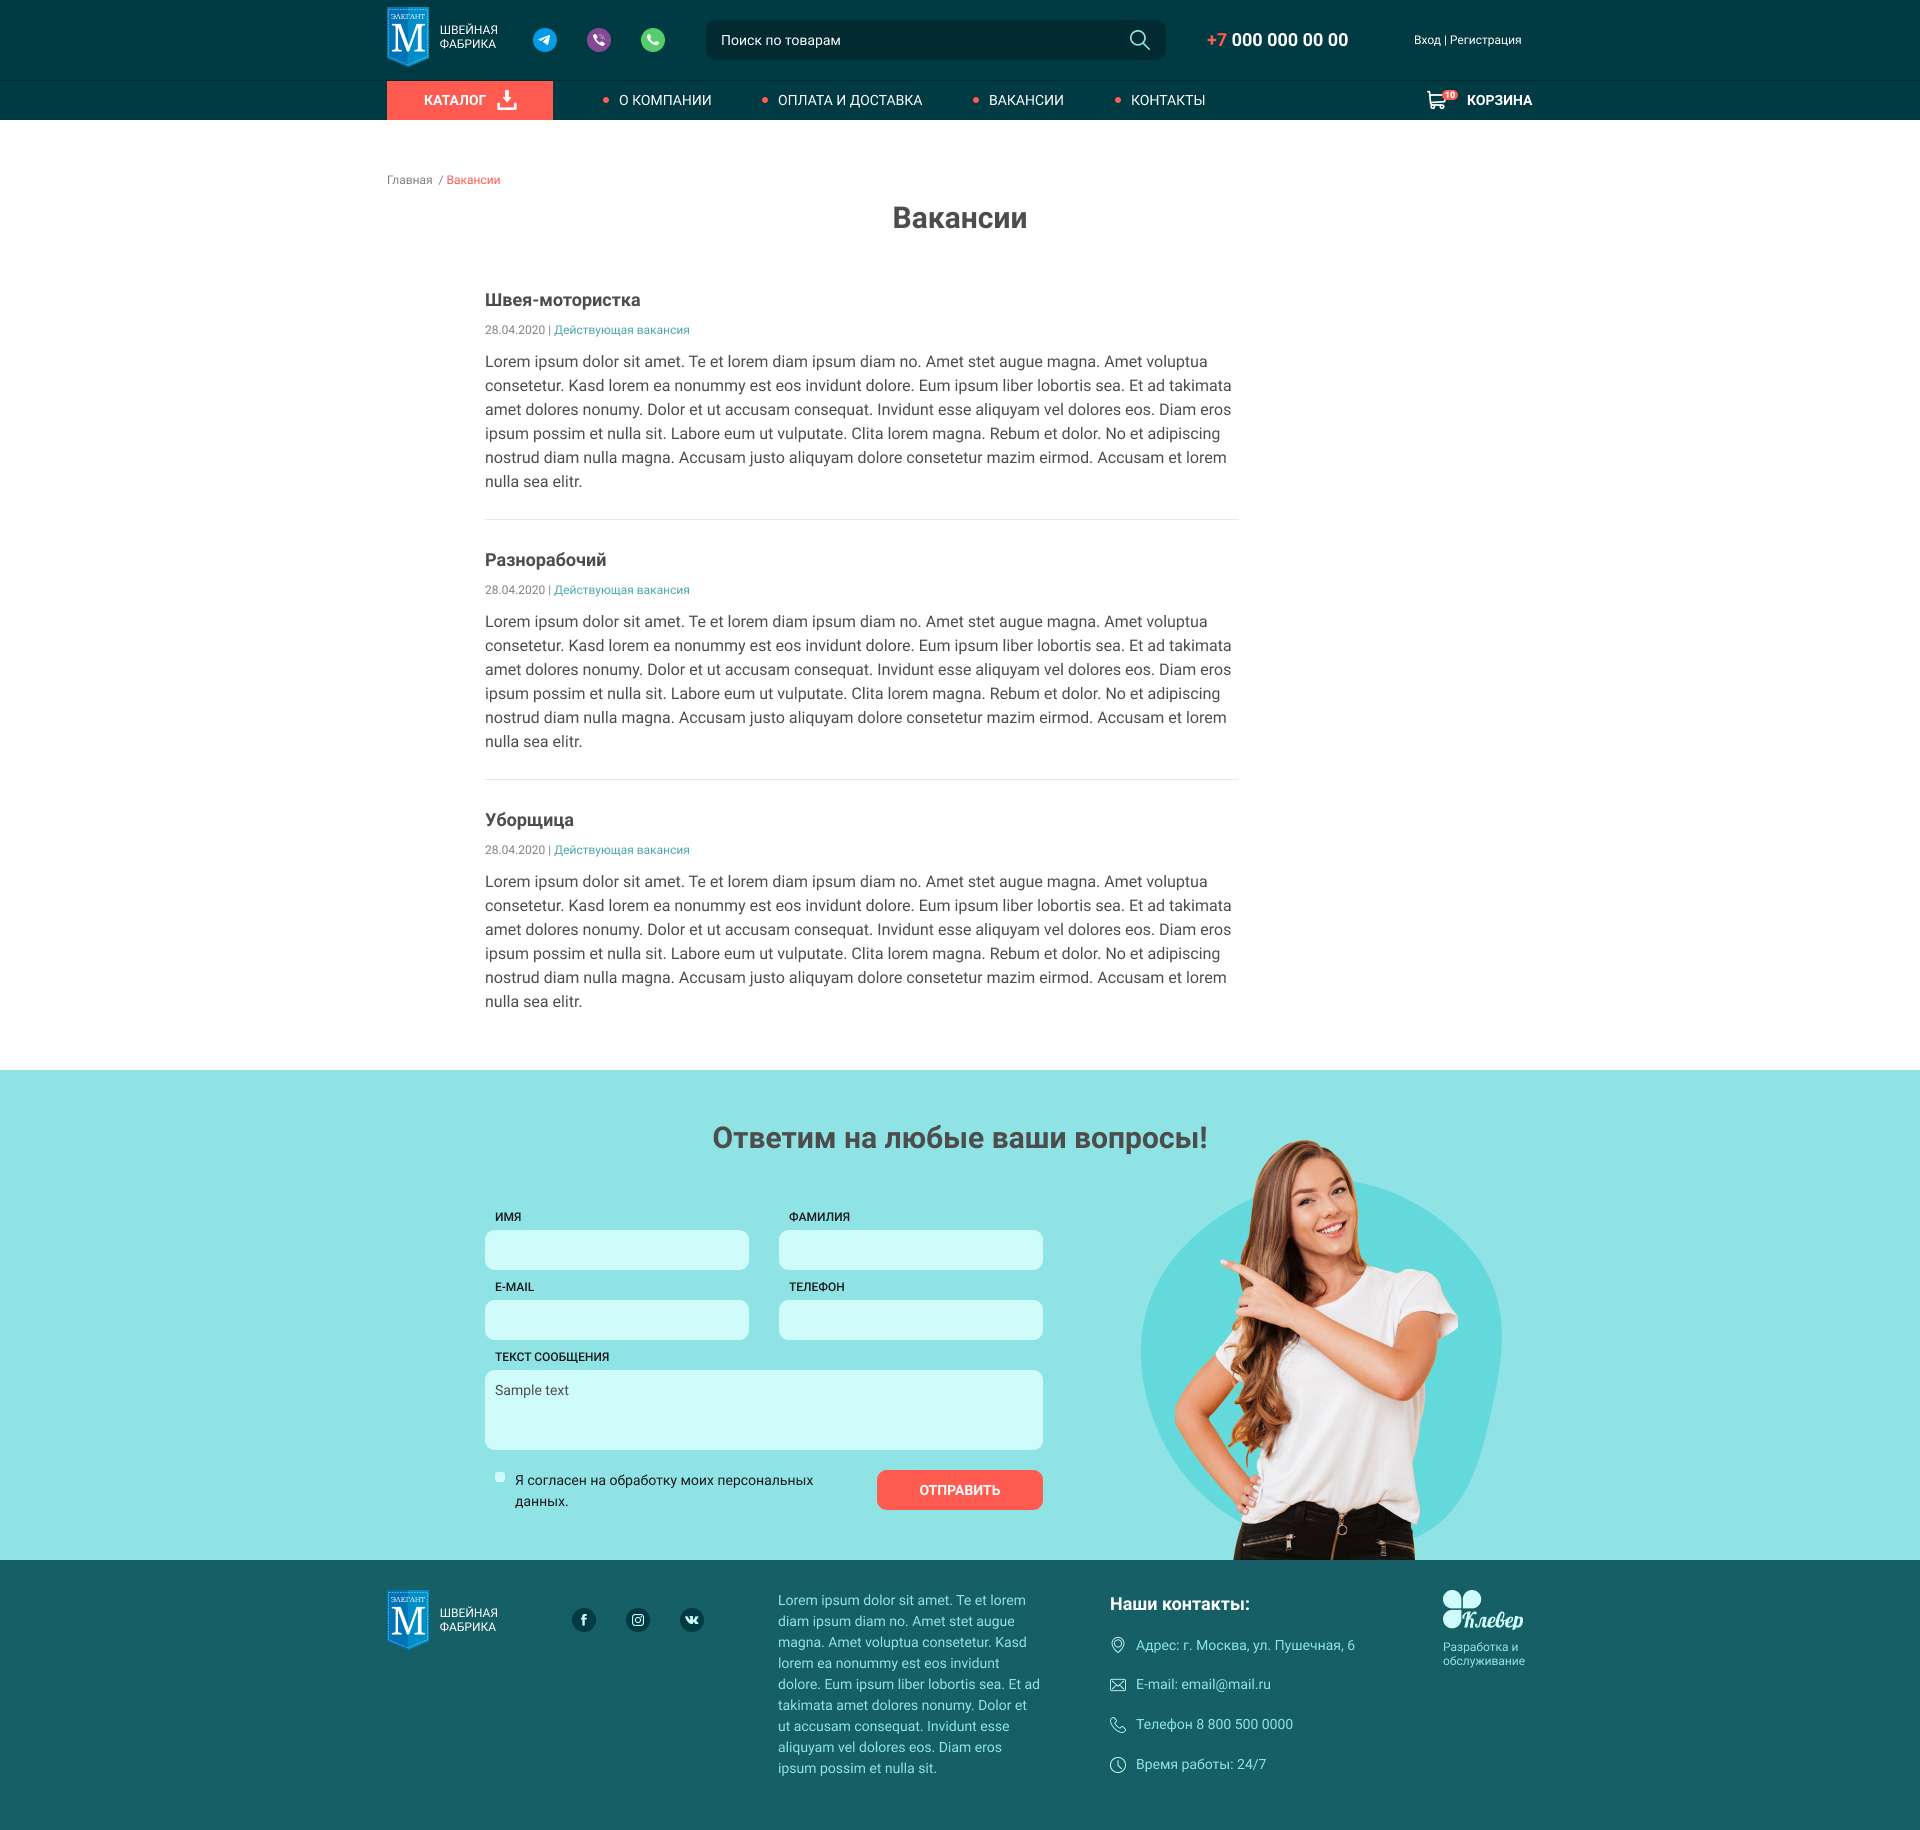 ЭЛЕГАНТ
М
ШВЕЙНАЯ
ФАБРИКА
Поиск по товарам
+7 000 000 00 00
Вход | Регистрация
КАТАЛОГ
О КОМПАНИИ
ОПЛАТА И ДОСТАВКА
ВАКАНСИИ
КОНТАКТЫ
10
КОРЗИНА
Главная / Вакансии
Вакансии
Швея-мотористка
28.04.2020 | Действующая вакансия
Lorem ipsum dolor sit amet. Te et lorem diam ipsum diam no. Amet stet augue magna. Amet voluptua
consetetur. Kasd lorem ea nonummy est eos invidunt dolore. Eum ipsum liber lobortis sea. Et ad takimata
amet dolores nonumy. Dolor et ut accusam consequat. Invidunt esse aliquyam vel dolores eos. Diam eros
ipsum possim et nulla sit. Labore eum ut vulputate. Clita lorem magna. Rebum et dolor. No et adipiscing
nostrud diam nulla magna. Accusam justo aliquyam dolore consetetur mazim eirmod. Accusam et lorem
nulla sea elitr.
Разнорабочий
28.04.2020 | Действующая вакансия
Lorem ipsum dolor sit amet. Te et lorem diam ipsum diam no. Amet stet augue magna. Amet voluptua
consetetur. Kasd lorem ea nonummy est eos invidunt dolore. Eum ipsum liber lobortis sea. Et ad takimata
amet dolores nonumy. Dolor et ut accusam consequat. Invidunt esse aliquyam vel dolores eos. Diam eros
ipsum possim et nulla sit. Labore eum ut vulputate. Clita lorem magna. Rebum et dolor. No et adipiscing
nostrud diam nulla magna. Accusam justo aliquyam dolore consetetur mazim eirmod. Accusam et lorem
nulla sea elitr.
Уборщица
28.04.2020 | Действующая вакансия
Lorem ipsum dolor sit amet. Te et lorem diam ipsum diam no. Amet stet augue magna. Amet voluptua
consetetur. Kasd lorem ea nonummy est eos invidunt dolore. Eum ipsum liber lobortis sea. Et ad takimata
amet dolores nonumy. Dolor et ut accusam consequat. Invidunt esse aliquyam vel dolores eos. Diam eros
ipsum possim et nulla sit. Labore eum ut vulputate. Clita lorem magna. Rebum et dolor. No et adipiscing
nostrud diam nulla magna. Accusam justo aliquyam dolore consetetur mazim eirmod. Accusam et lorem
nulla sea elitr.
Ответим на любые ваши вопросы!
ИМЯ
ФАМИЛИЯ
E-MAIL
ТЕЛЕФОН
ТЕКСТ СООБЩЕНИЯ
Sample text
Я согласен на обработку моих персональных
данных.
ОТПРАВИТЬ
ЭЛЕГАНТ
М
ШВЕЙНАЯ
ФАБРИКА
Lorem ipsum dolor sit amet. Te et lorem
diam ipsum diam no. Amet stet augue
magna. Amet voluptua consetetur. Kasd
lorem ea nonummy est eos invidunt
dolore. Eum ipsum liber lobortis sea. Et ad
takimata amet dolores nonumy. Dolor et
ut accusam consequat. Invidunt esse
aliquyam vel dolores eos. Diam eros
ipsum possim et nulla sit.
Наши контакты:
Адрес: г. Москва, ул. Пушечная, 6
E-mail: email@mail.ru
Телефон 8 800 500 0000
Время работы: 24/7
Клевер
Разработка и
обслуживание